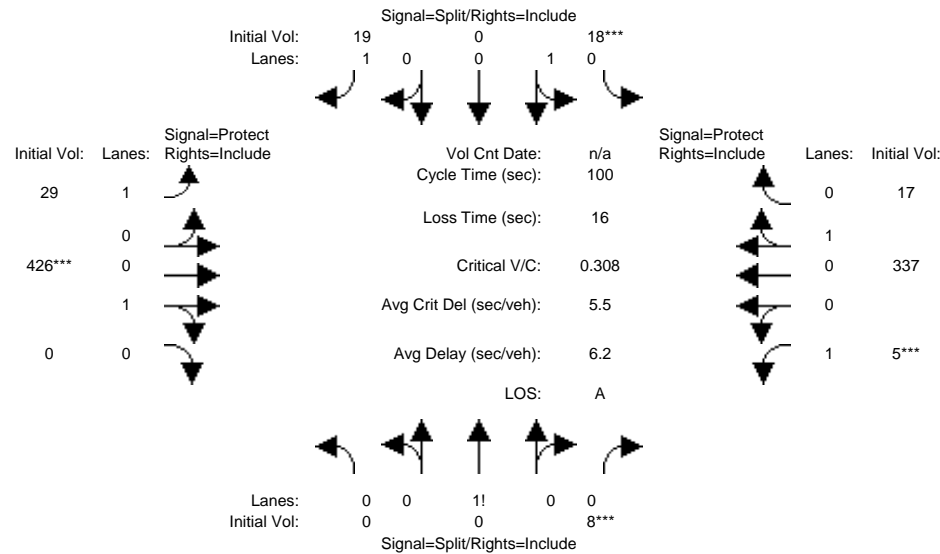 Signal=Split/Rights=Include
Initial Vol: 19 0 18***
Lanes: 1 0 0 1 0
Signal=Protect Signal=Protect
Initial Vol: Lanes: Rights=Include Vol Cnt Date: n/a Rights=Include Lanes: Initial Vol:
Cycle Time (sec): 100
29 1 0 17
Loss Time (sec): 16
0 1
426*** 0 Critical V/C: 0.308 0 337
1 Avg Crit Del (sec/veh): 5.5 0
0 0 Avg Delay (sec/veh): 6.2 1 5***
LOS: A
Lanes: 0 0 1! 0 0
Initial Vol: 0 0 8***
Signal=Split/Rights=Include